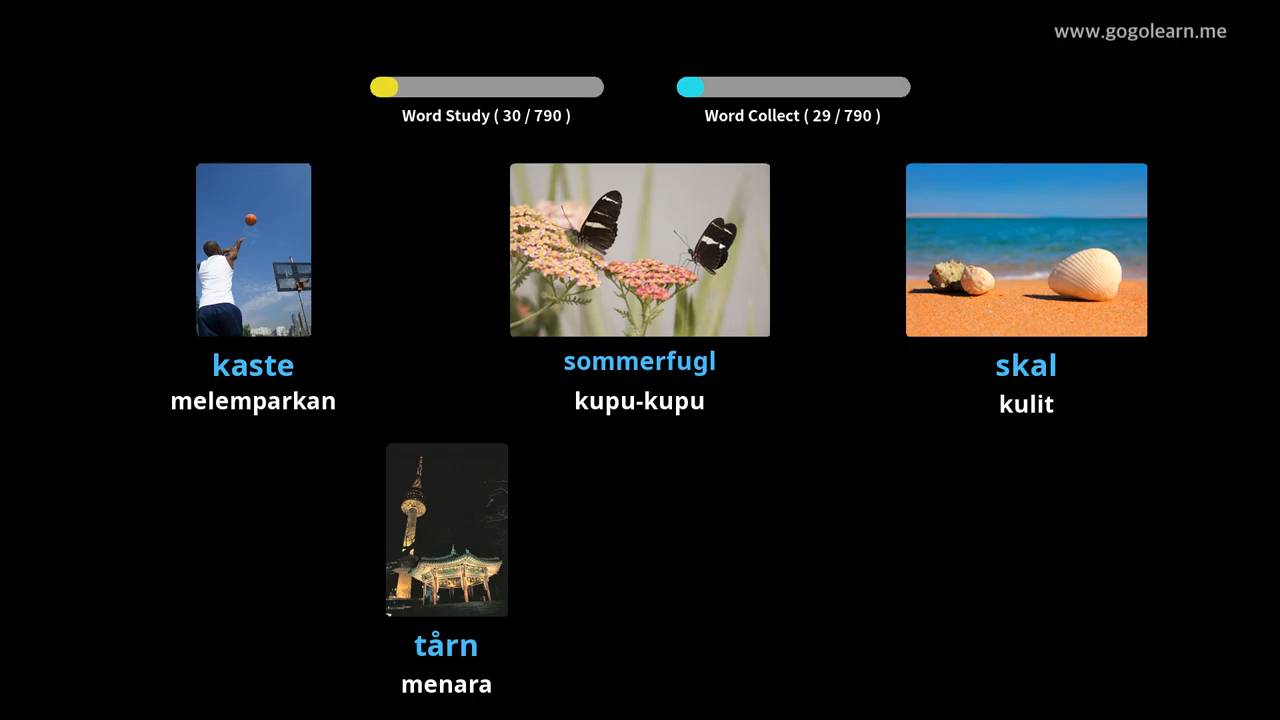 www.gogolearn.me
Word Study ( 30 / 790 )
Word Collect ( 29 / 790 )
kaste
melemparkan
sommerfugl
kupu-kupu
skal
kulit
tårn
menara